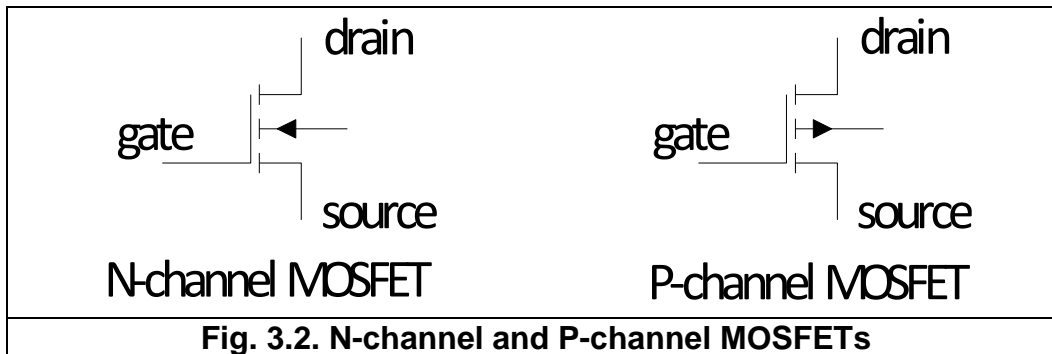 drain
gate
source
N-channel MOSFET
drain
gate
source
P-channel MOSFET
Fig. 3.2. N-channel and P-channel MOSFETs